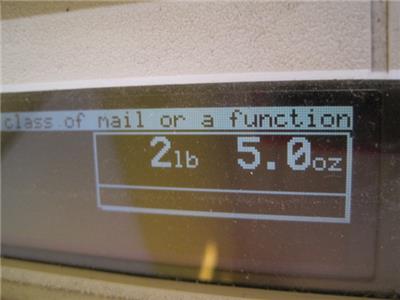 class of mail or a function
2lb 5.0oz